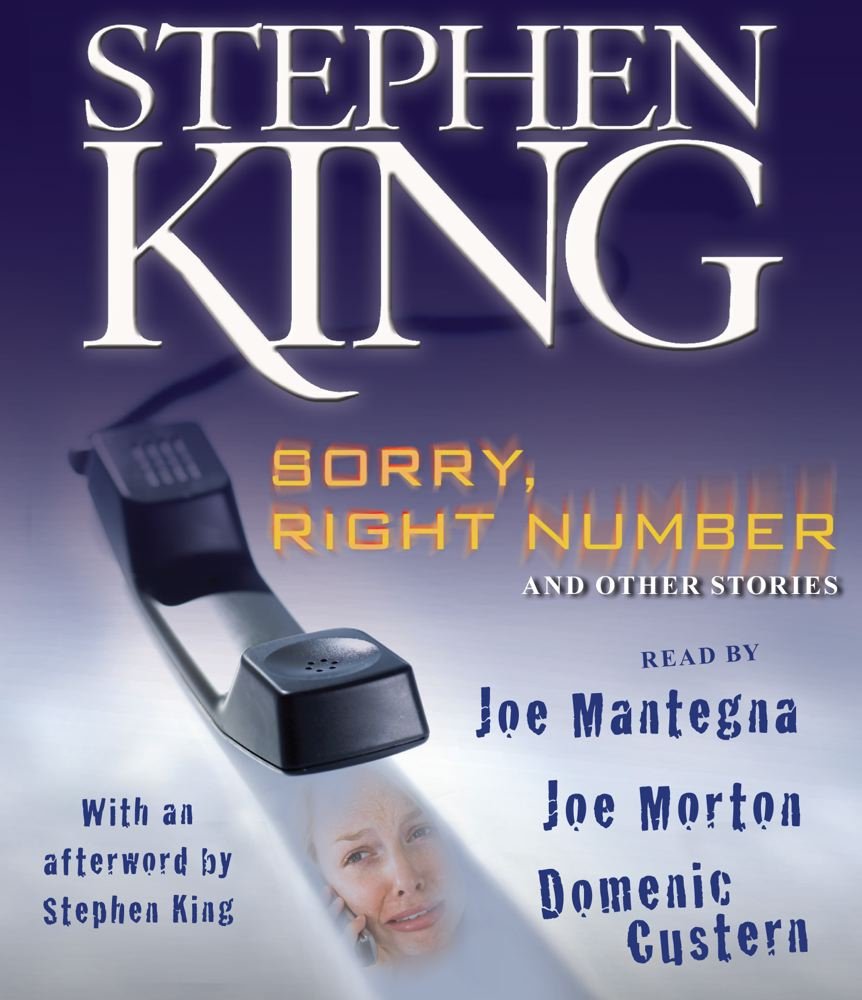 STEPHEN
KING
SORRY,
RIGHT NUMBER
AND OTHER STORIES
READ BY
Joe Mantegna
Joe Morton
Domenic
Custern
With an
afterword by
Stephen King